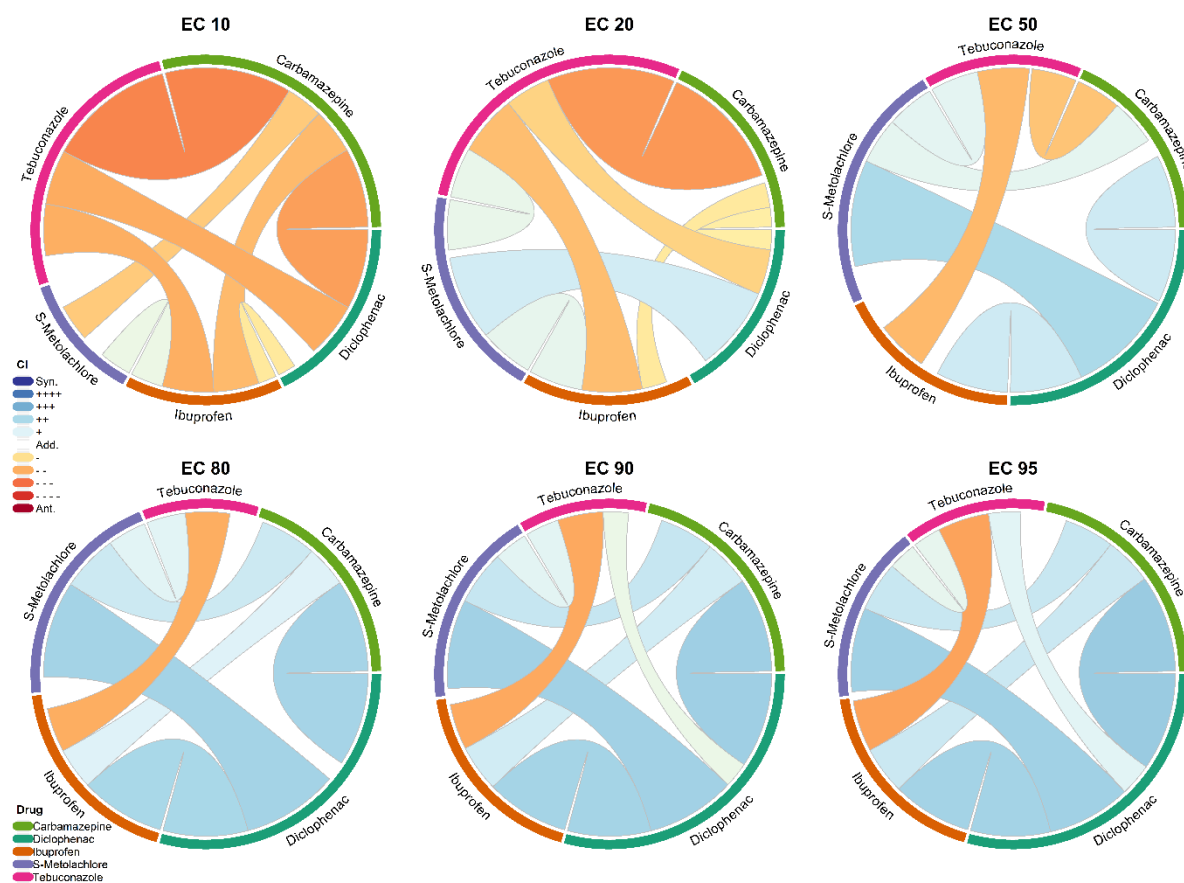 EC 10
EC 20
EC 50
Tebuconazole
Carbamazepine
Diclophenac
Ibuprofen
S-Metolachlore
Tebuconazole
Carbamazepine
Diclophenac
Ibuprofen
S-Metolachlore
Tebuconazole
Carbamazepine
Diclophenac
Ibuprofen
S-Metolachlore
CI
Syn.
++++
+++
++
+
Add.
-
- -
- - -
- - - -
Ant.
EC 80
EC 90
EC 95
Tebuconazole
Carbamazepine
Diclophenac
Ibuprofen
S-Metolachlore
Tebuconazole
Carbamazepine
Diclophenac
Ibuprofen
S-Metolachlore
Tebuconazole
Carbamazepine
Diclophenac
Ibuprofen
S-Metolachlore
Drug
Carbamazepine
Diclophenac
Ibuprofen
S-Metolachlore
Tebuconazole